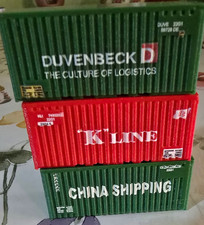 DUVENBECK D
THE CULTURE OF LOGISTICS
"K" LINE
CHINA SHIPPING